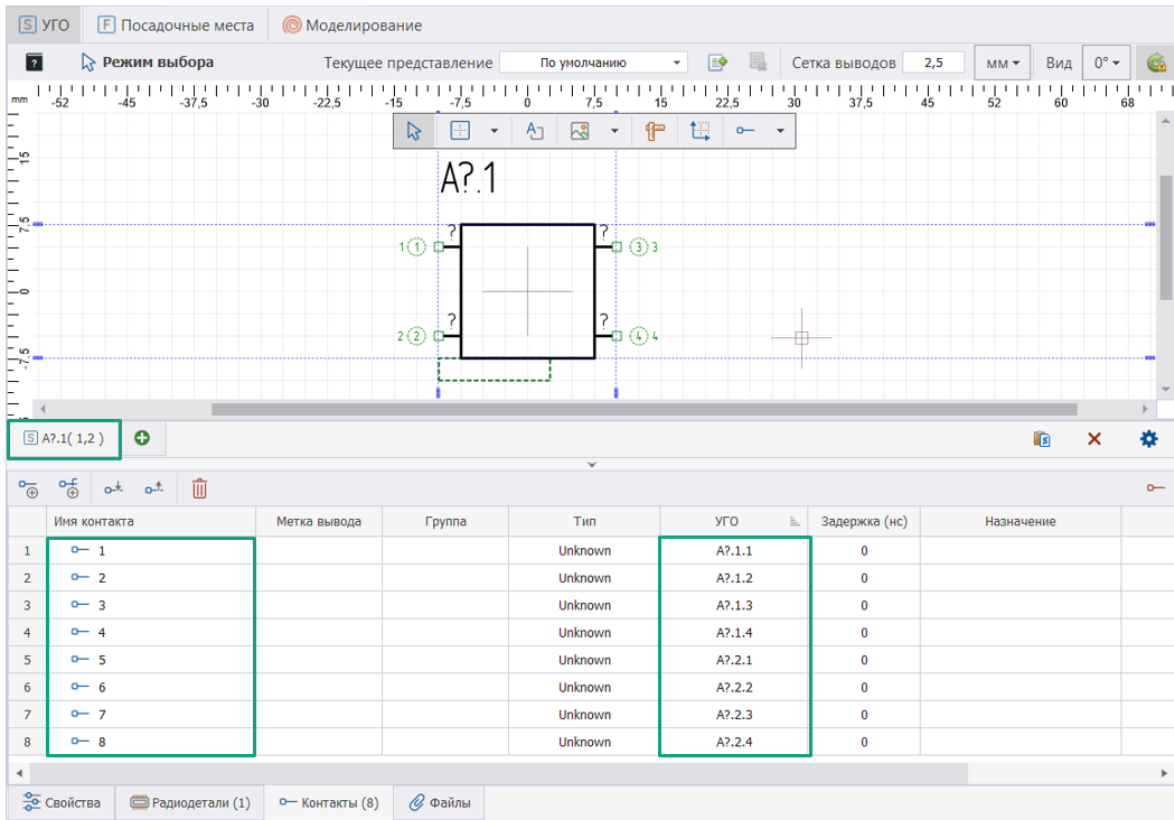 S УГО F Посадочные места Моделирование
? Режим выбора Текущее представление По умолчанию Сетка выводов 2,5 мм Вид 0°
mm -52 -45 -37,5 -30 -22,5 -15 -7,5 0 7,5 15 22,5 30 37,5 45 52 60 68
15
A?.1
7,5
? ?
1 1 3 3
0
? ?
2 2 4 4
-7,5
S A?.1( 1,2 )
Имя контакта Метка вывода Группа Тип УГО Задержка (нс) Назначение
1 1 Unknown A?.1.1 0
2 2 Unknown A?.1.2 0
3 3 Unknown A?.1.3 0
4 4 Unknown A?.1.4 0
5 5 Unknown A?.2.1 0
6 6 Unknown A?.2.2 0
7 7 Unknown A?.2.3 0
8 8 Unknown A?.2.4 0
Свойства Радиодетали (1) Контакты (8) Файлы